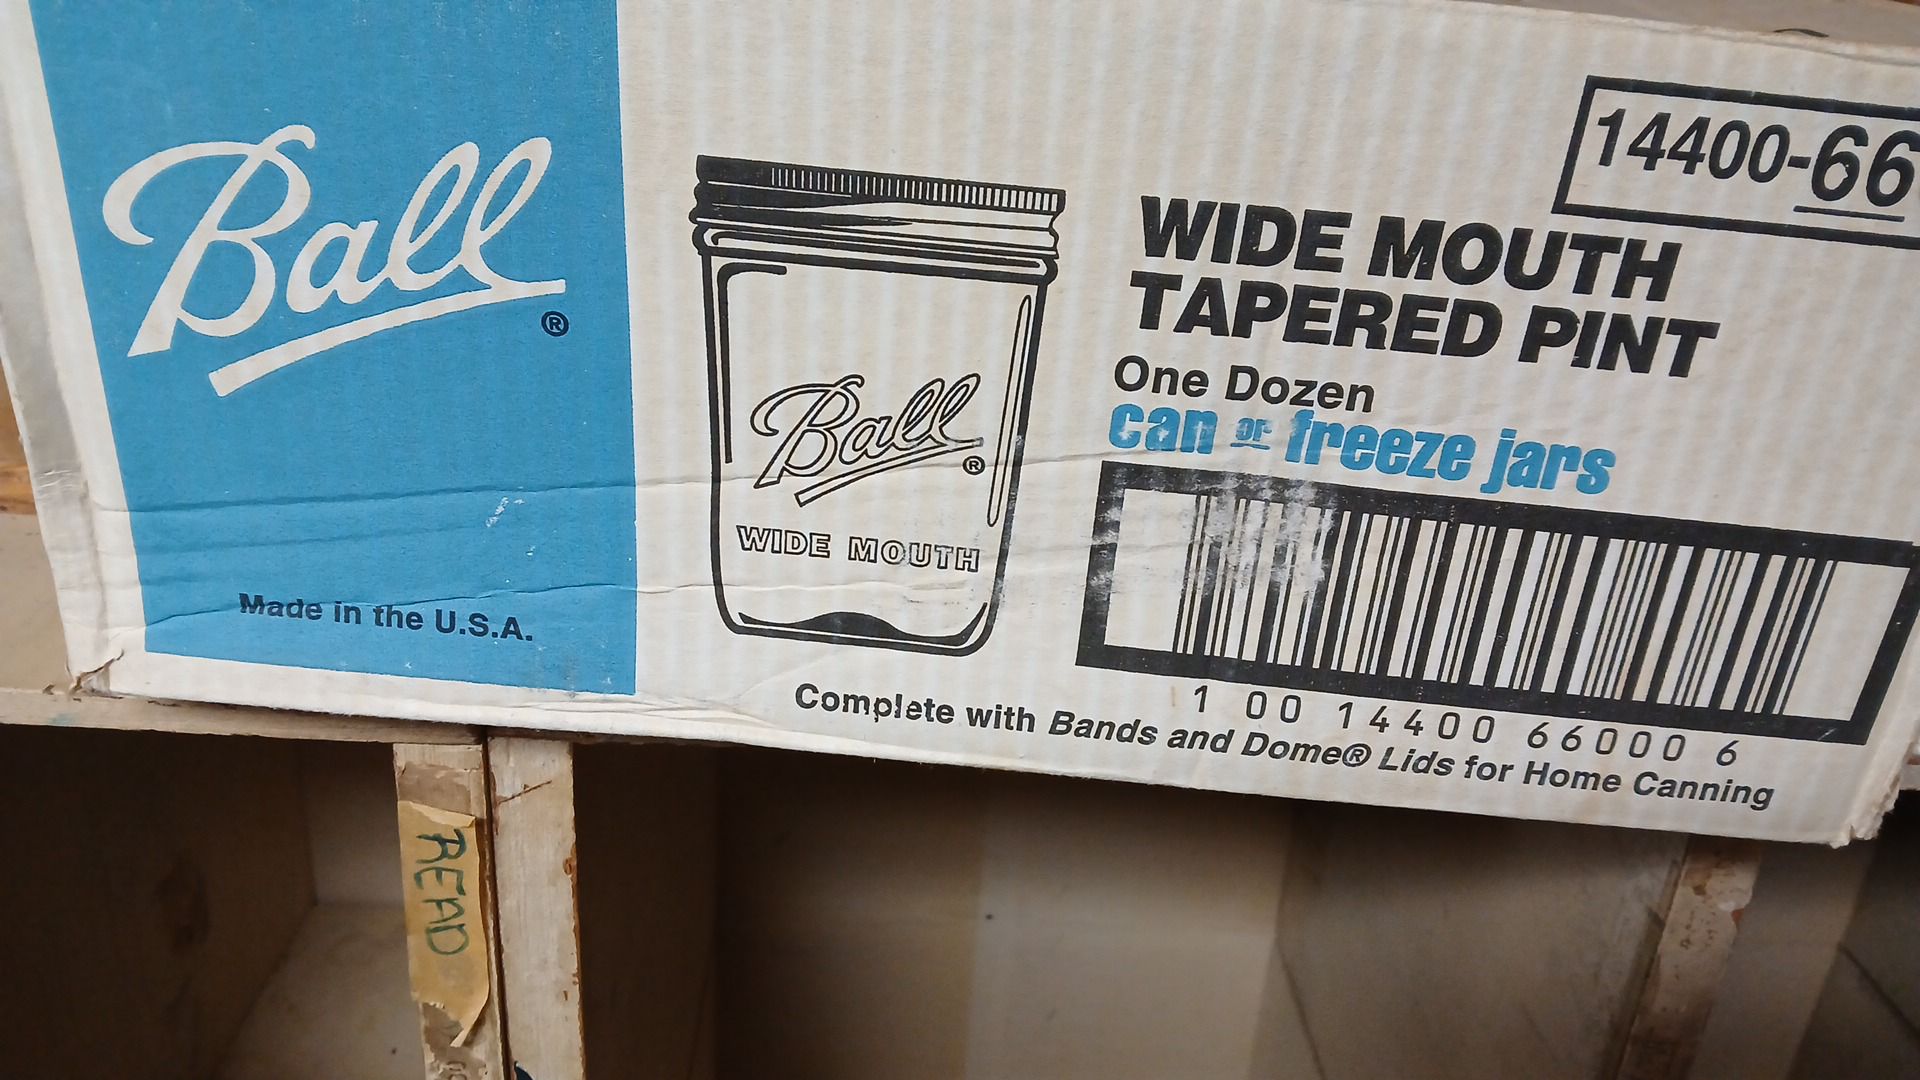 Ball®
Made in the U.S.A.
Ball®
WIDE MOUTH
14400-66
WIDE MOUTH
TAPERED PINT
One Dozen
can or freeze jars
1 00 14400 66000 6
Complete with Bands and Dome® Lids for Home Canning
READ